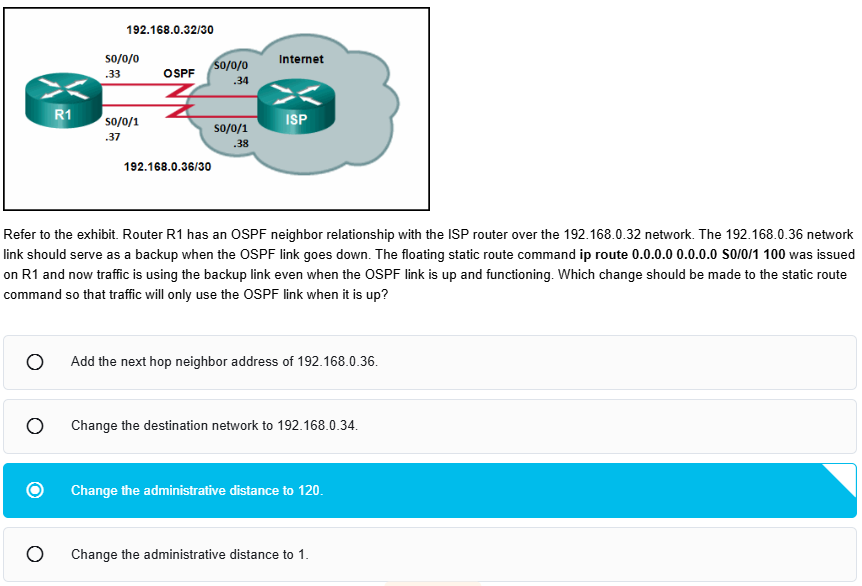 192.168.0.32/30
S0/0/0
.33
OSPF
S0/0/0
.34
Internet
R1
ISP
S0/0/1
.37
S0/0/1
.38
192.168.0.36/30
Refer to the exhibit. Router R1 has an OSPF neighbor relationship with the ISP router over the 192.168.0.32 network. The 192.168.0.36 network
link should serve as a backup when the OSPF link goes down. The floating static route command ip route 0.0.0.0 0.0.0.0 S0/0/1 100 was issued
on R1 and now traffic is using the backup link even when the OSPF link is up and functioning. Which change should be made to the static route
command so that traffic will only use the OSPF link when it is up?
Add the next hop neighbor address of 192.168.0.36.
Change the destination network to 192.168.0.34.
Change the administrative distance to 120.
Change the administrative distance to 1.